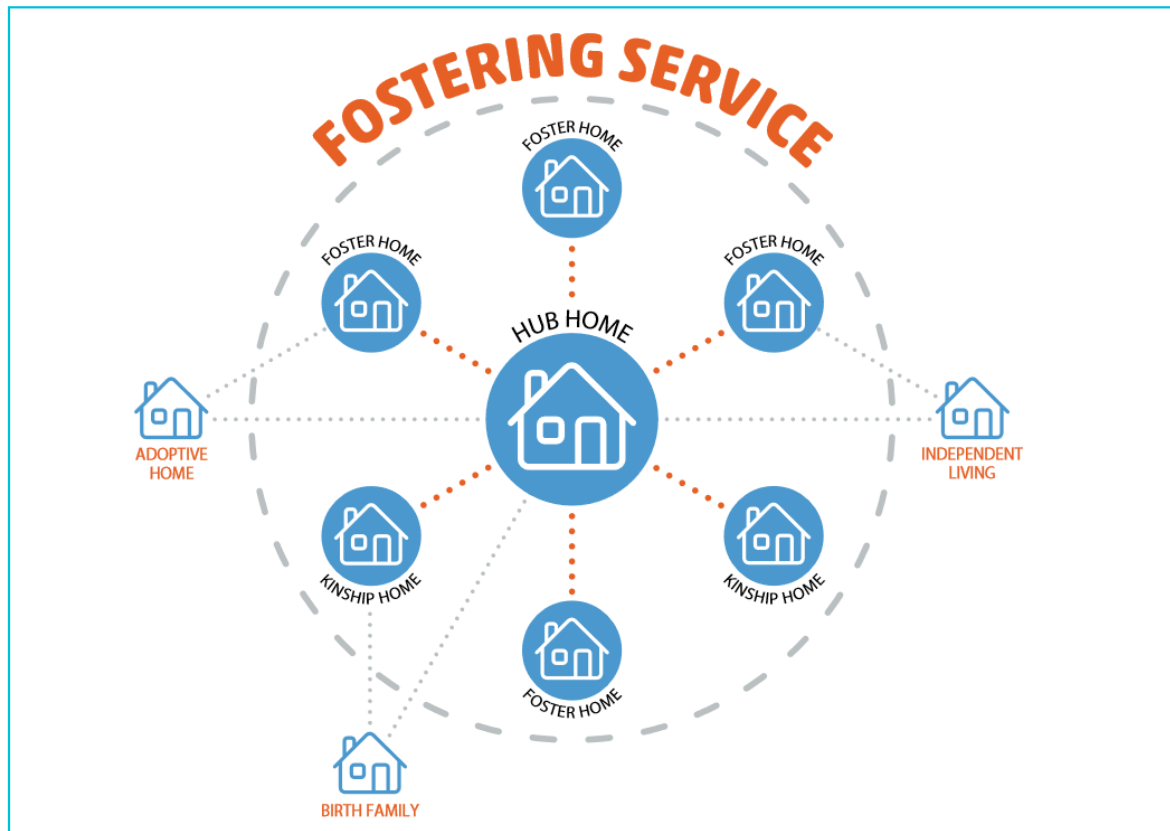 FOSTERING SERVICE
FOSTER HOME
FOSTER HOME
FOSTER HOME
HUB HOME
ADOPTIVE
HOME
INDEPENDENT
LIVING
KINSHIP HOME
KINSHIP HOME
FOSTER HOME
BIRTH FAMILY